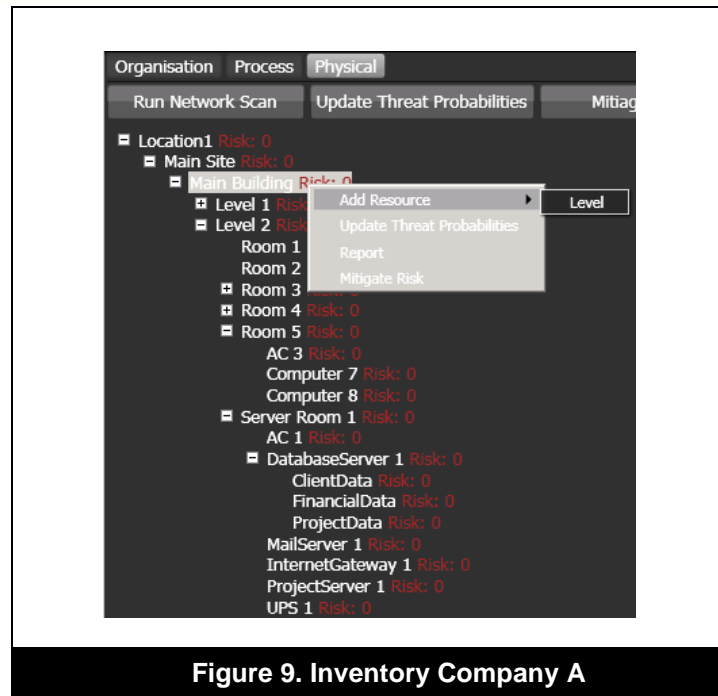 Organisation Process Physical
Run Network Scan Update Threat Probabilities Mitiag
Location1 Risk: 0
Main Site Risk: 0
Main Building Risk: 0
Level 1 Risk
Add Resource Level
Level 2 Risk
Update Threat Probabilities
Room 1
Report
Room 2
Mitigate Risk
Room 3
Room 4 Risk: 0
Room 5 Risk: 0
AC 3 Risk: 0
Computer 7 Risk: 0
Computer 8 Risk: 0
Server Room 1 Risk: 0
AC 1 Risk: 0
DatabaseServer 1 Risk: 0
ClientData Risk: 0
FinancialData Risk: 0
ProjectData Risk: 0
MailServer 1 Risk: 0
InternetGateway 1 Risk: 0
ProjectServer 1 Risk: 0
UPS 1 Risk: 0
Figure 9. Inventory Company A